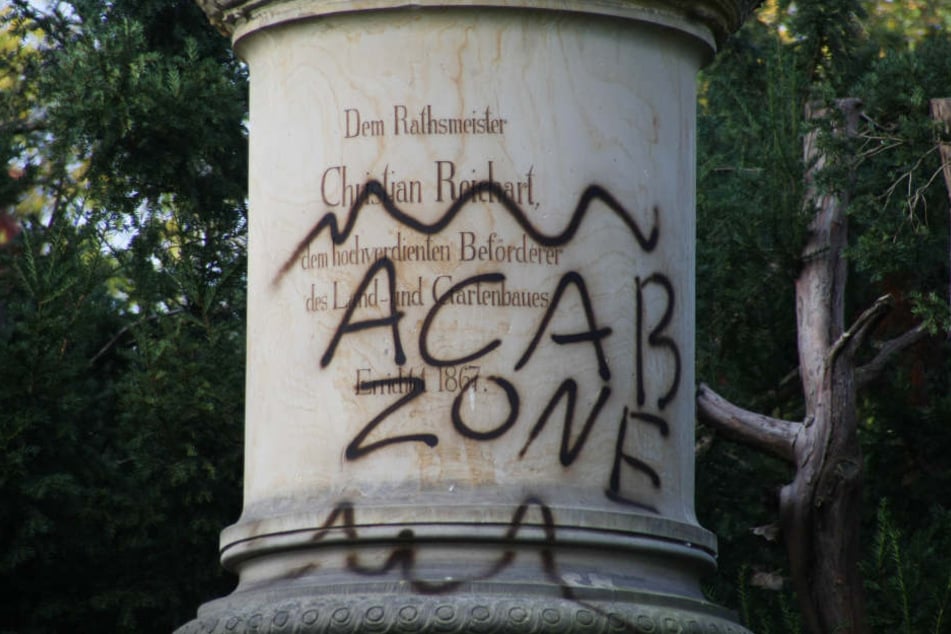 Dem Rathsmeister
Christian Reichart,
dem hochverdienten Beförderer
des Land- und Gartenbaues
Errichtet 1867.
ACAB
ZONE